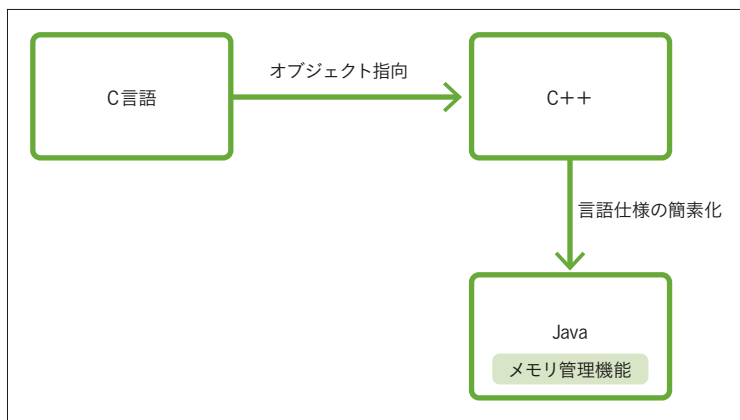 C言語
オブジェクト指向
C++
言語仕様の簡素化
Java
メモリ管理機能